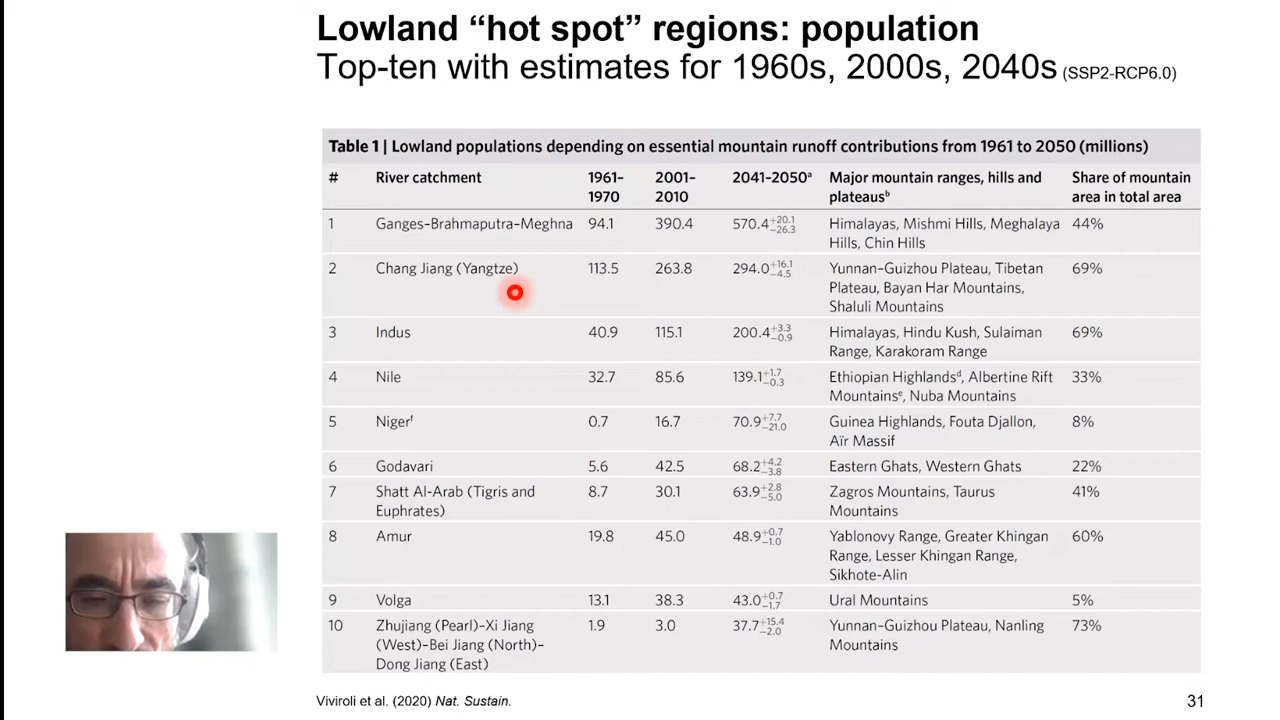 Lowland “hot spot” regions: population
Top-ten with estimates for 1960s, 2000s, 2040s (SSP2-RCP6.0)
Table 1 | Lowland populations depending on essential mountain runoff contributions from 1961 to 2050 (millions)
# River catchment 1961–1970 2001–2010 2041–2050ᵃ Major mountain ranges, hills and plateausᵇ Share of mountain area in total area
1 Ganges–Brahmaputra–Meghna 94.1 390.4 570.4 +20.1 −26.3 Himalayas, Mishmi Hills, Meghalaya Hills, Chin Hills 44%
2 Chang Jiang (Yangtze) 113.5 263.8 294.0 +16.1 −4.5 Yunnan–Guizhou Plateau, Tibetan Plateau, Bayan Har Mountains, Shaluli Mountains 69%
3 Indus 40.9 115.1 200.4 +3.3 −0.9 Himalayas, Hindu Kush, Sulaiman Range, Karakoram Range 69%
4 Nile 32.7 85.6 139.1 +1.7 −0.3 Ethiopian Highlandsᵈ, Albertine Rift Mountainsᵉ, Nuba Mountains 33%
5 Nigerᶠ 0.7 16.7 70.9 +7.7 −21.0 Guinea Highlands, Fouta Djallon, Aïr Massif 8%
6 Godavari 5.6 42.5 68.2 +4.2 −3.8 Eastern Ghats, Western Ghats 22%
7 Shatt Al-Arab (Tigris and Euphrates) 8.7 30.1 63.9 +2.8 −5.0 Zagros Mountains, Taurus Mountains 41%
8 Amur 19.8 45.0 48.9 +0.7 −1.0 Yablonovy Range, Greater Khingan Range, Lesser Khingan Range, Sikhote-Alin 60%
9 Volga 13.1 38.3 43.0 +0.7 −1.7 Ural Mountains 5%
10 Zhujiang (Pearl)–Xi Jiang (West)–Bei Jiang (North)–Dong Jiang (East) 1.9 3.0 37.7 +15.4 −2.0 Yunnan–Guizhou Plateau, Nanling Mountains 73%
Viviroli et al. (2020) Nat. Sustain.
31